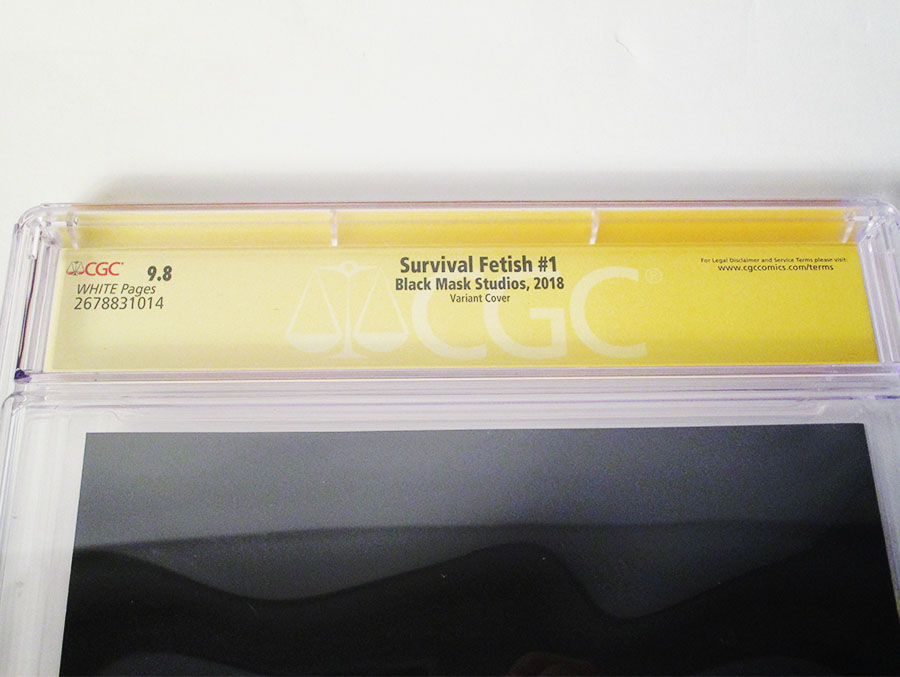 CGC 9.8
WHITE Pages
2678831014
Survival Fetish #1
Black Mask Studios, 2018
Variant Cover
For Legal Disclaimer and Service Terms please visit:
www.cgccomics.com/terms
CGC®